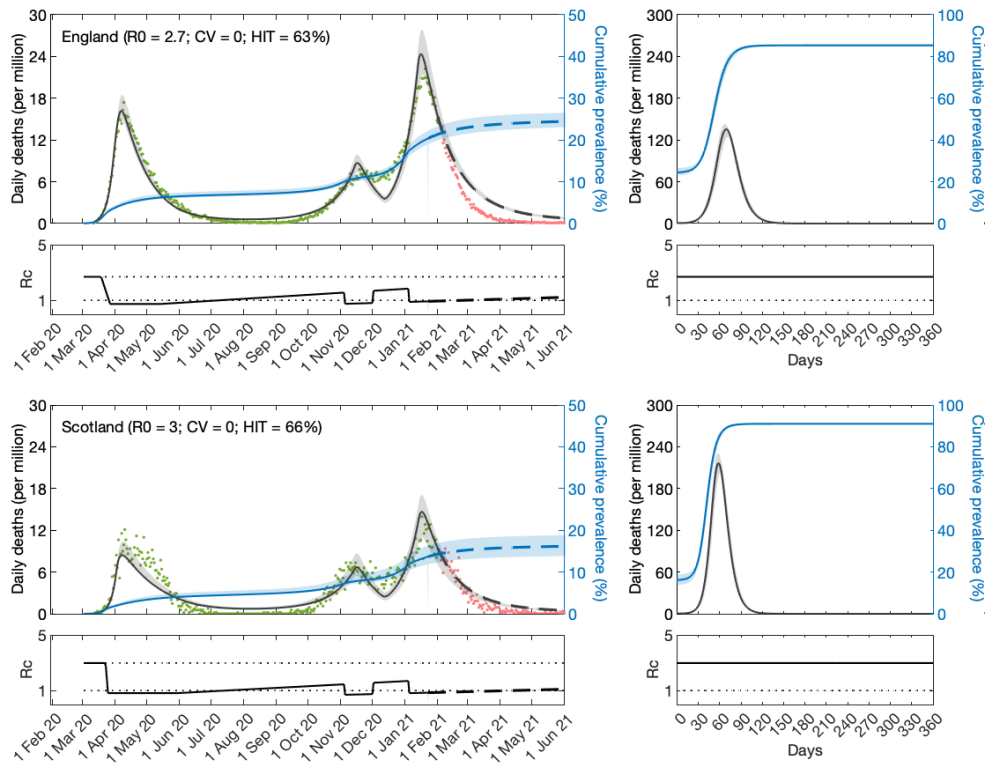 England (R0 = 2.7; CV = 0; HIT = 63%)
Daily deaths (per million)
30
24
18
12
6
0
Cumulative prevalence (%)
50
40
30
20
10
0
Rc
5
1
1 Feb 20
1 Mar 20
1 Apr 20
1 May 20
1 Jun 20
1 Jul 20
1 Aug 20
1 Sep 20
1 Oct 20
1 Nov 20
1 Dec 20
1 Jan 21
1 Feb 21
1 Mar 21
1 Apr 21
1 May 21
1 Jun 21
Daily deaths (per million)
300
240
180
120
60
0
Cumulative prevalence (%)
100
80
60
40
20
0
Rc
5
1
0
30
60
90
120
150
180
210
240
270
300
330
360
Days
Scotland (R0 = 3; CV = 0; HIT = 66%)
Daily deaths (per million)
30
24
18
12
6
0
Cumulative prevalence (%)
50
40
30
20
10
0
Rc
5
1
1 Feb 20
1 Mar 20
1 Apr 20
1 May 20
1 Jun 20
1 Jul 20
1 Aug 20
1 Sep 20
1 Oct 20
1 Nov 20
1 Dec 20
1 Jan 21
1 Feb 21
1 Mar 21
1 Apr 21
1 May 21
1 Jun 21
Daily deaths (per million)
300
240
180
120
60
0
Cumulative prevalence (%)
100
80
60
40
20
0
Rc
5
1
0
30
60
90
120
150
180
210
240
270
300
330
360
Days